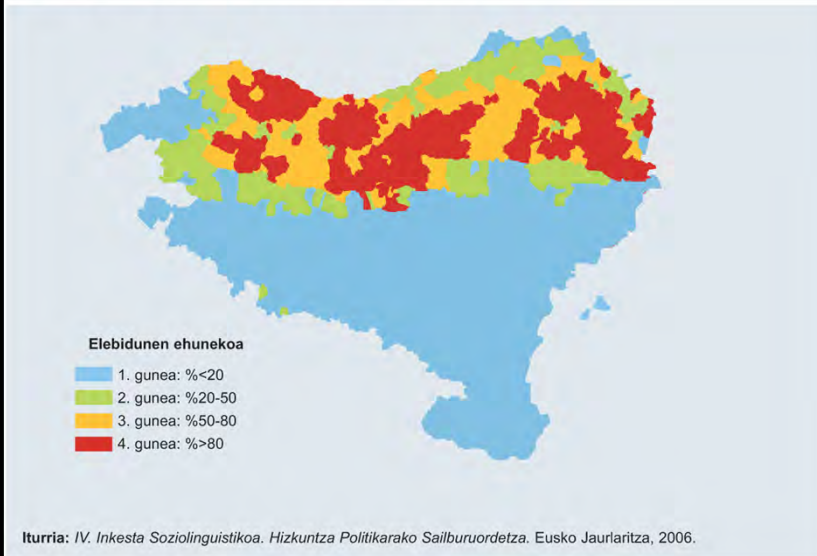 Elebidunen ehunekoa
1. gunea: %<20
2. gunea: %20-50
3. gunea: %50-80
4. gunea: %>80
Iturria: IV. Inkesta Soziolinguistikoa. Hizkuntza Politikarako Sailburuordetza. Eusko Jaurlaritza, 2006.